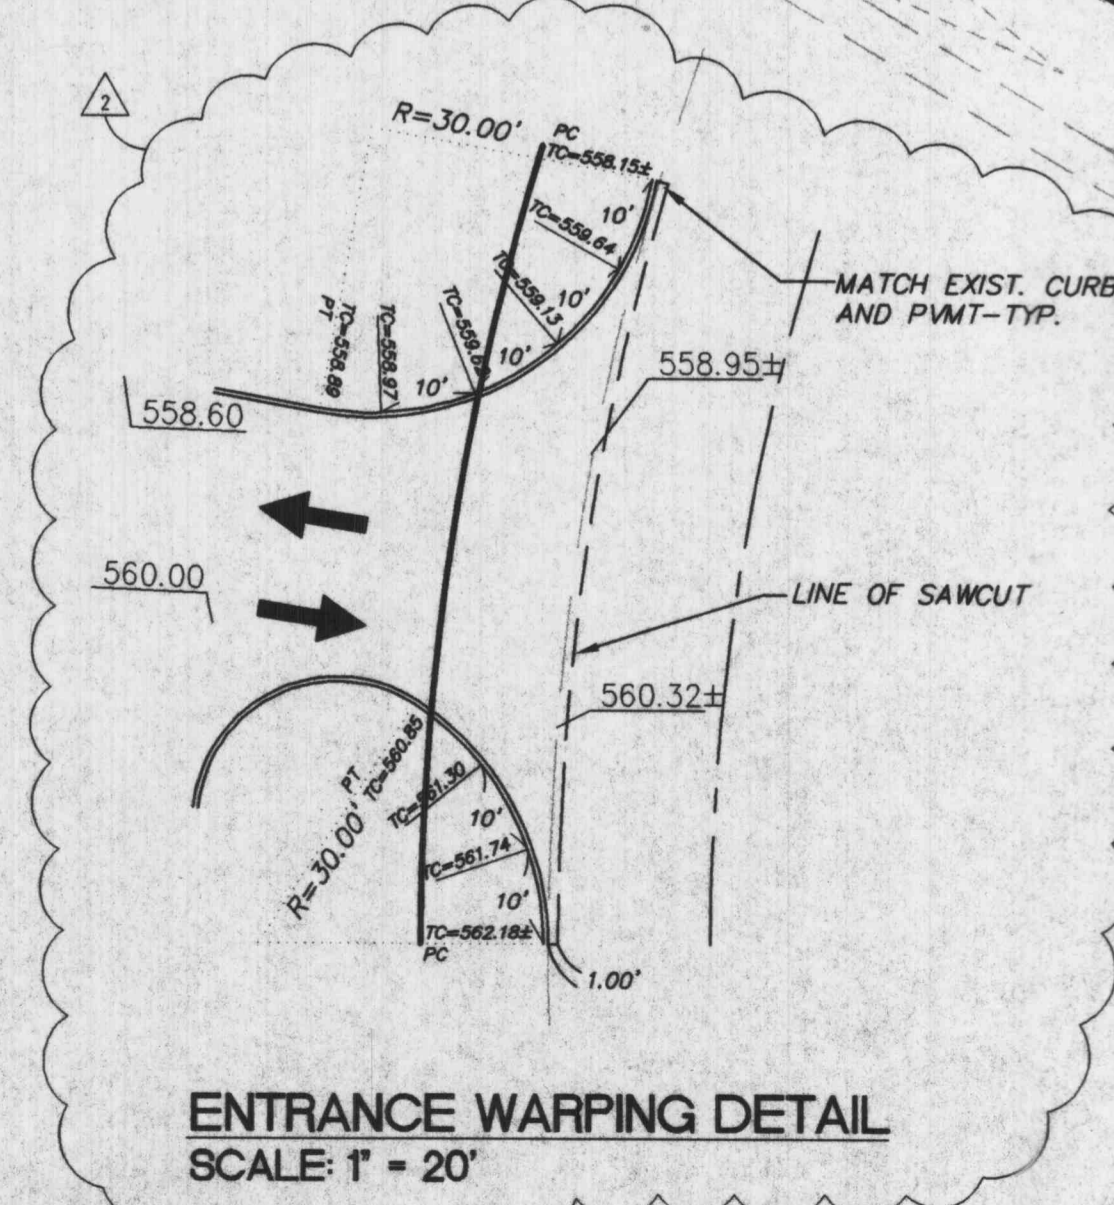 2
R=30.00'
PC
TC=558.15±
10'
TC=559.64
10'
TC=559.13
10'
10'
TC=558.97
TC=558.89
PT
MATCH EXIST. CURB
AND PVMT-TYP.
558.95±
558.60
560.00
LINE OF SAWCUT
560.32±
TC=560.85
PT
R=30.00'
TC=561.30
10'
TC=561.74
10'
TC=562.18±
PC
1.00'
ENTRANCE WARPING DETAIL
SCALE: 1" = 20'